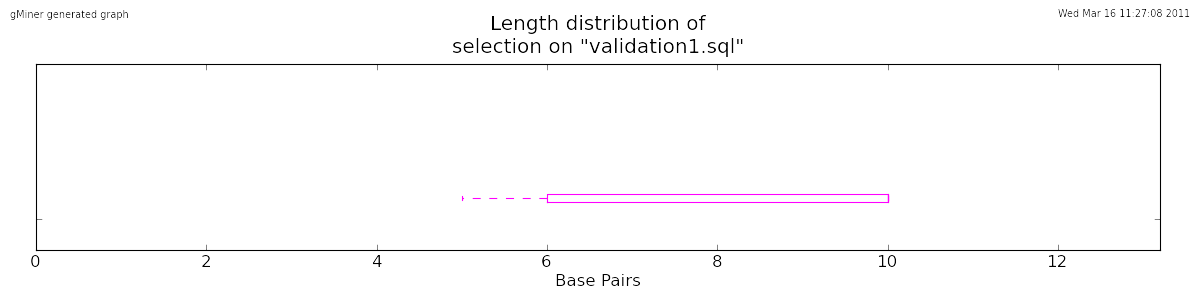 gMiner generated graph
Wed Mar 16 11:27:08 2011
Length distribution of
selection on "validation1.sql"
0 2 4 6 8 10 12
Base Pairs